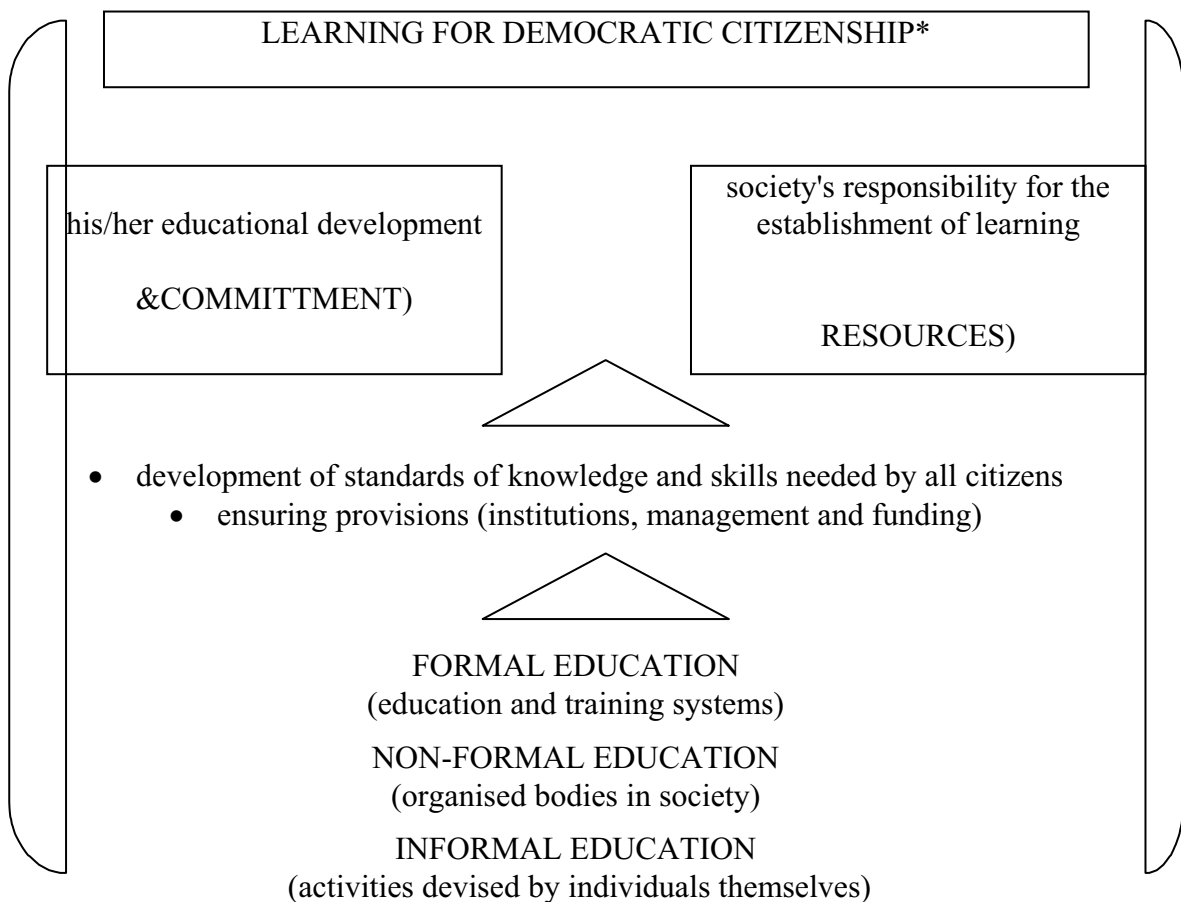 LEARNING FOR DEMOCRATIC CITIZENSHIP*
his/her educational development
&COMMITTMENT)
society's responsibility for the
establishment of learning
RESOURCES)
• development of standards of knowledge and skills needed by all citizens
• ensuring provisions (institutions, management and funding)
FORMAL EDUCATION
(education and training systems)
NON-FORMAL EDUCATION
(organised bodies in society)
INFORMAL EDUCATION
(activities devised by individuals themselves)